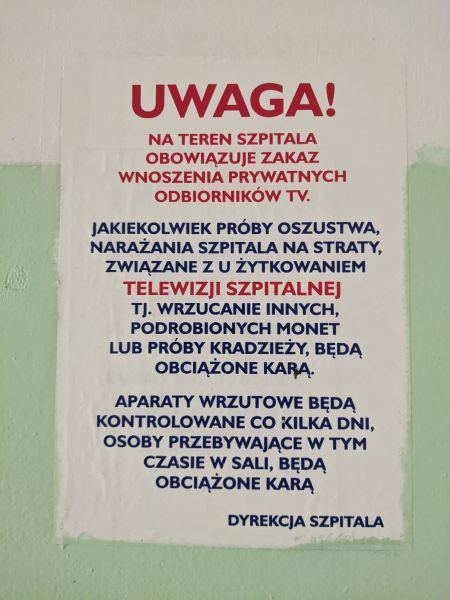 UWAGA!
NA TEREN SZPITALA
OBOWIĄZUJE ZAKAZ
WNOSZENIA PRYWATNYCH
ODBIORNIKÓW TV.
JAKIEKOLWIEK PRÓBY OSZUSTWA,
NARAŻANIA SZPITALA NA STRATY,
ZWIĄZANE Z U ŻYTKOWANIEM
TELEWIZJI SZPITALNEJ
TJ. WRZUCANIE INNYCH,
PODROBIONYCH MONET
LUB PRÓBY KRADZIEŻY, BĘDĄ
OBCIĄŻONE KARĄ.
APARATY WRZUTOWE BĘDĄ
KONTROLOWANE CO KILKA DNI,
OSOBY PRZEBYWAJĄCE W TYM
CZASIE W SALI, BĘDĄ
OBCIĄŻONE KARĄ
DYREKCJA SZPITALA